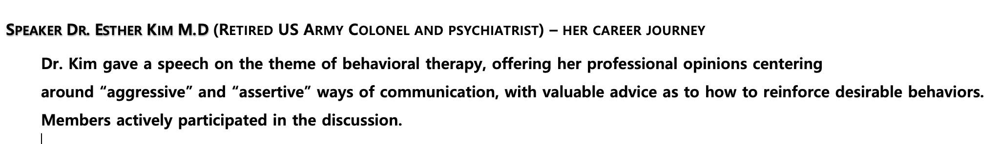 SPEAKER DR. ESTHER KIM M.D (RETIRED US ARMY COLONEL AND PSYCHIATRIST) – HER CAREER JOURNEY
Dr. Kim gave a speech on the theme of behavioral therapy, offering her professional opinions centering
around “aggressive” and “assertive” ways of communication, with valuable advice as to how to reinforce desirable behaviors.
Members actively participated in the discussion.